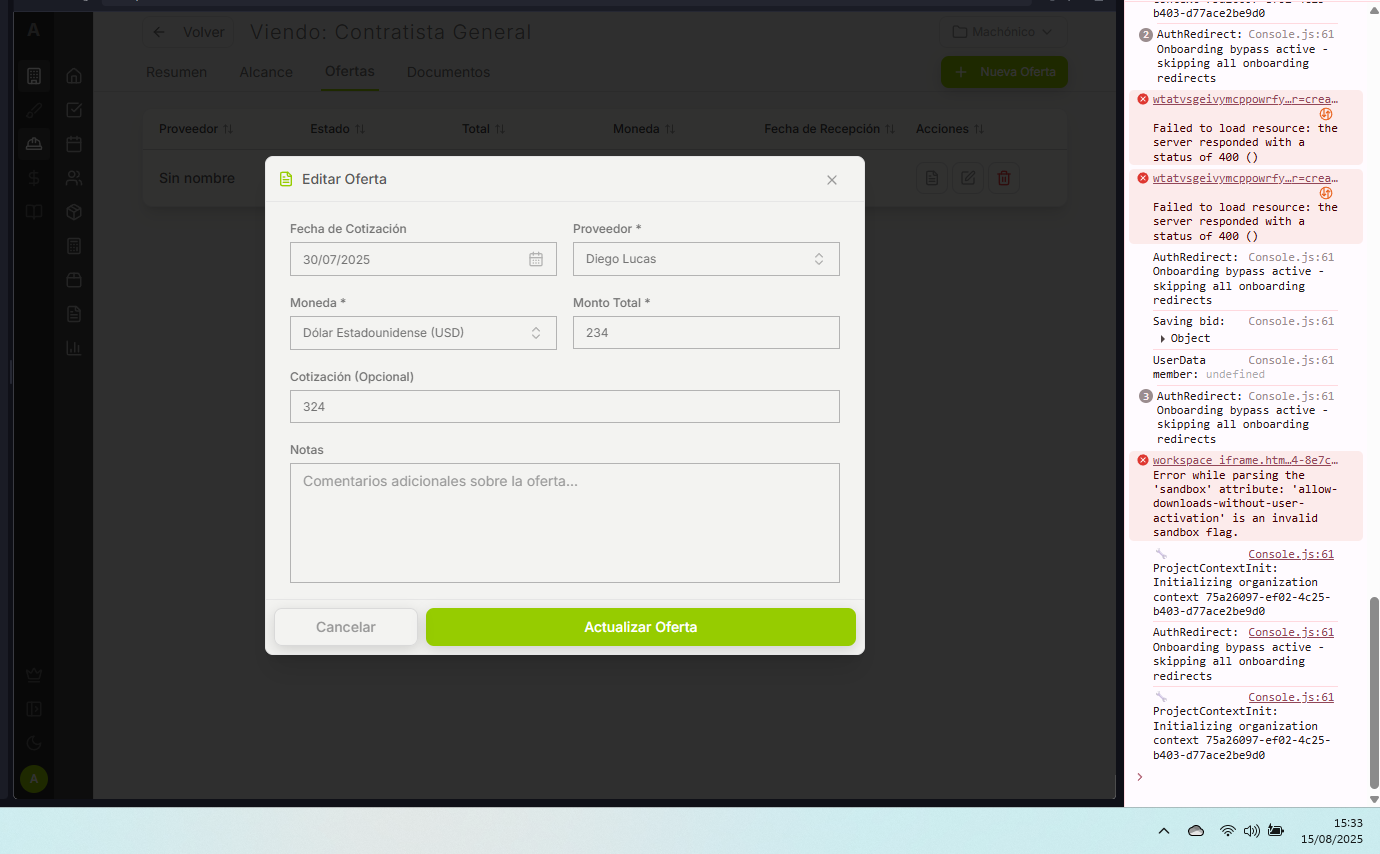 A
Volver
Viendo: Contratista General
Machónico
Resumen
Alcance
Ofertas
Documentos
Nueva Oferta
Proveedor
Estado
Total
Moneda
Fecha de Recepción
Acciones
Sin nombre
Editar Oferta
Fecha de Cotización
Proveedor *
30/07/2025
Diego Lucas
Moneda *
Monto Total *
Dólar Estadounidense (USD)
234
Cotización (Opcional)
324
Notas
Comentarios adicionales sobre la oferta...
Cancelar
Actualizar Oferta
A
b403-d77ace2be9d0
2 AuthRedirect: Console.js:61
Onboarding bypass active -
skipping all onboarding
redirects
wtatvsgeivymcppowrfy…r=crea…
Failed to load resource: the
server responded with a
status of 400 ()
wtatvsgeivymcppowrfy…r=crea…
Failed to load resource: the
server responded with a
status of 400 ()
AuthRedirect: Console.js:61
Onboarding bypass active -
skipping all onboarding
redirects
Saving bid: Console.js:61
Object
UserData Console.js:61
member: undefined
3 AuthRedirect: Console.js:61
Onboarding bypass active -
skipping all onboarding
redirects
workspace_iframe.htm…4-8e7c…
Error while parsing the
'sandbox' attribute: 'allow-
downloads-without-user-
activation' is an invalid
sandbox flag.
Console.js:61
ProjectContextInit:
Initializing organization
context 75a26097-ef02-4c25-
b403-d77ace2be9d0
AuthRedirect: Console.js:61
Onboarding bypass active -
skipping all onboarding
redirects
Console.js:61
ProjectContextInit:
Initializing organization
context 75a26097-ef02-4c25-
b403-d77ace2be9d0
15:33
15/08/2025